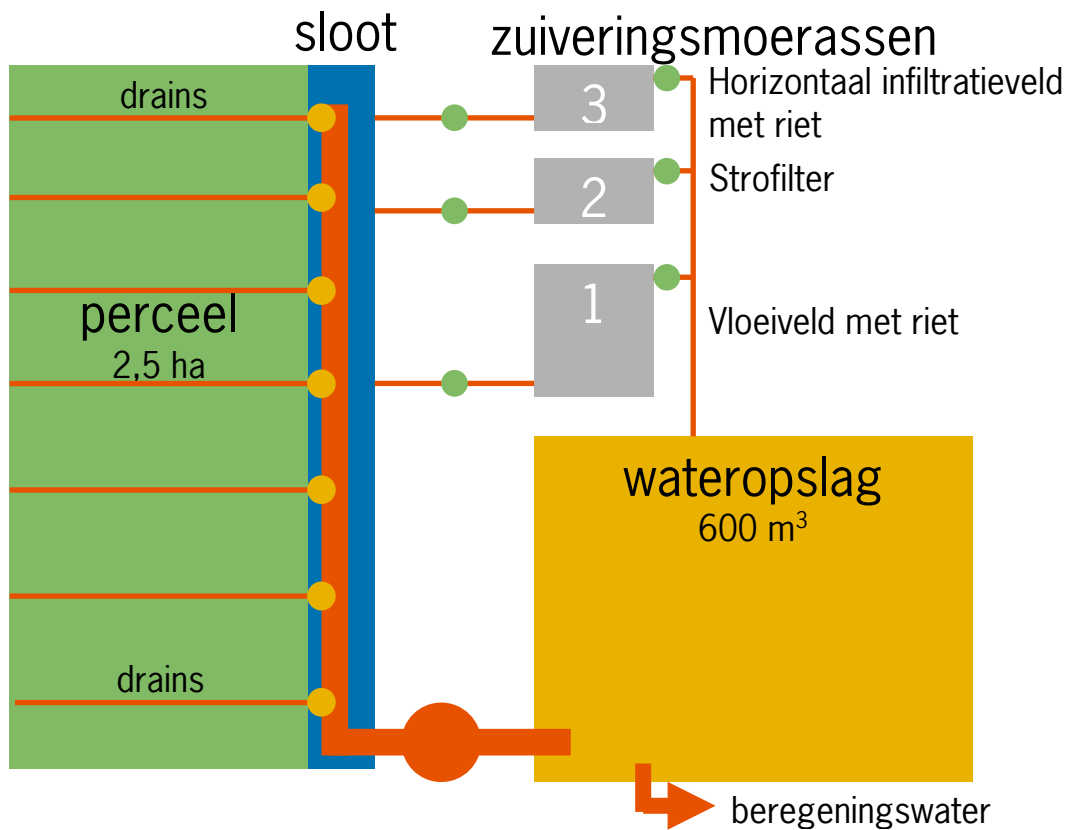 sloot
zuiveringsmoerassen
drains
3
Horizontaal infiltratieveld
met riet
2
Strofilter
perceel
2,5 ha
1
Vloeiveld met riet
wateropslag
600 m³
drains
beregeningswater